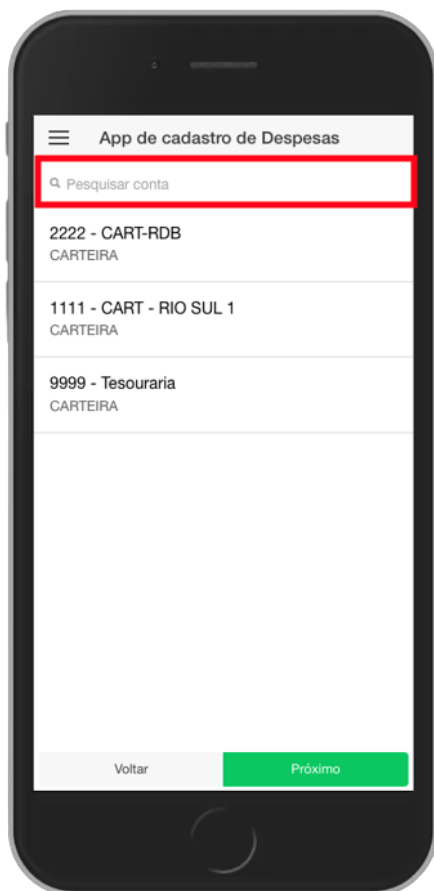 App de cadastro de Despesas
Pesquisar conta
2222 - CART-RDB
CARTEIRA
1111 - CART - RIO SUL 1
CARTEIRA
9999 - Tesouraria
CARTEIRA
Voltar
Próximo